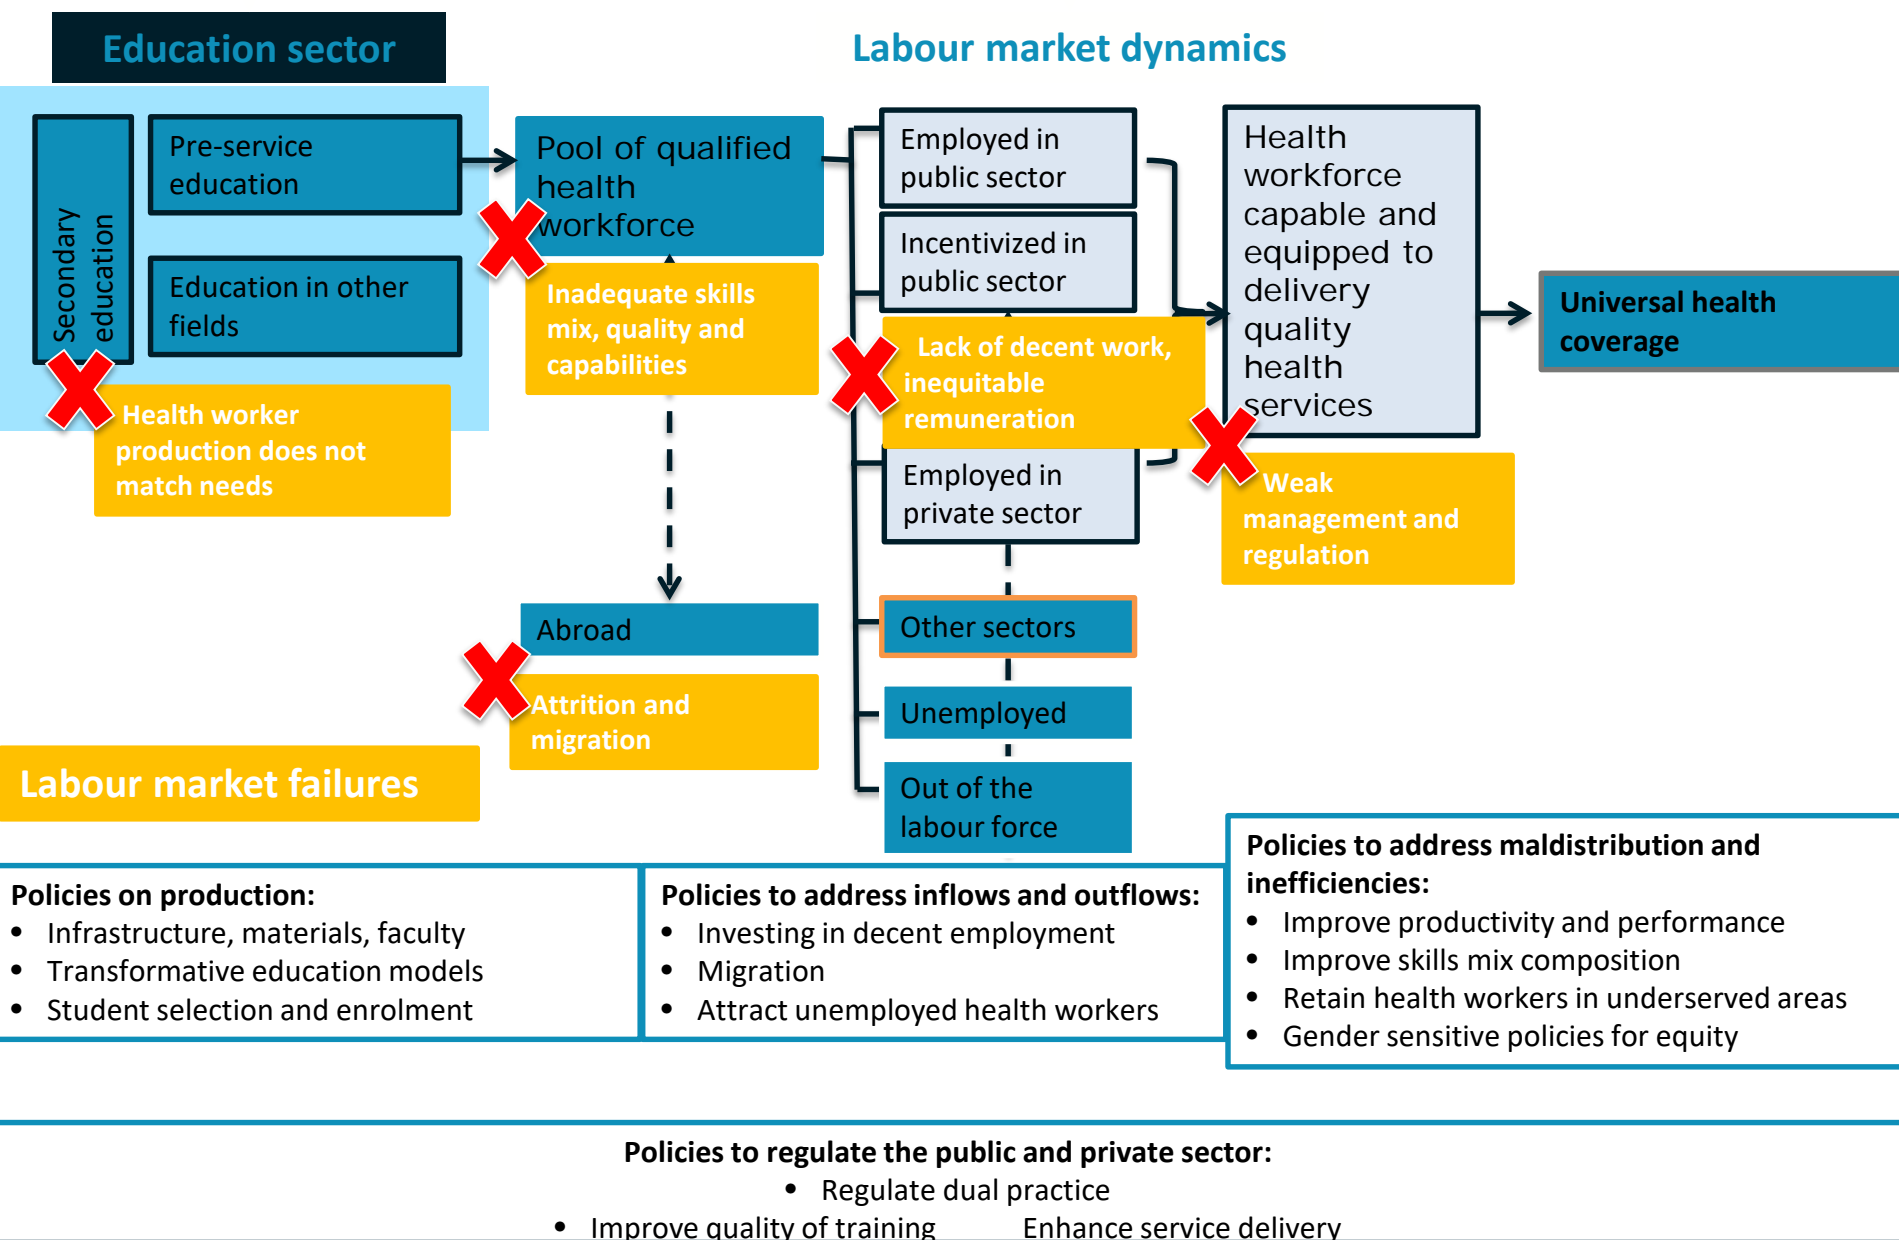 Education sector
Labour market dynamics
Secondary
education
Pre-service
education
Education in other
fields
Health worker
production does not
match needs
Pool of qualified
health
workforce
Inadequate skills
mix, quality and
capabilities
Abroad
Attrition and
migration
Employed in
public sector
Incentivized in
public sector
Lack of decent work,
inequitable
remuneration
Employed in
private sector
Other sectors
Unemployed
Out of the
labour force
Health
workforce
capable and
equipped to
delivery
quality
health
services
Weak
management and
regulation
Universal health
coverage
Labour market failures
Policies on production:
• Infrastructure, materials, faculty
• Transformative education models
• Student selection and enrolment
Policies to address inflows and outflows:
• Investing in decent employment
• Migration
• Attract unemployed health workers
Policies to address maldistribution and
inefficiencies:
• Improve productivity and performance
• Improve skills mix composition
• Retain health workers in underserved areas
• Gender sensitive policies for equity
Policies to regulate the public and private sector:
• Regulate dual practice
• Improve quality of training Enhance service delivery